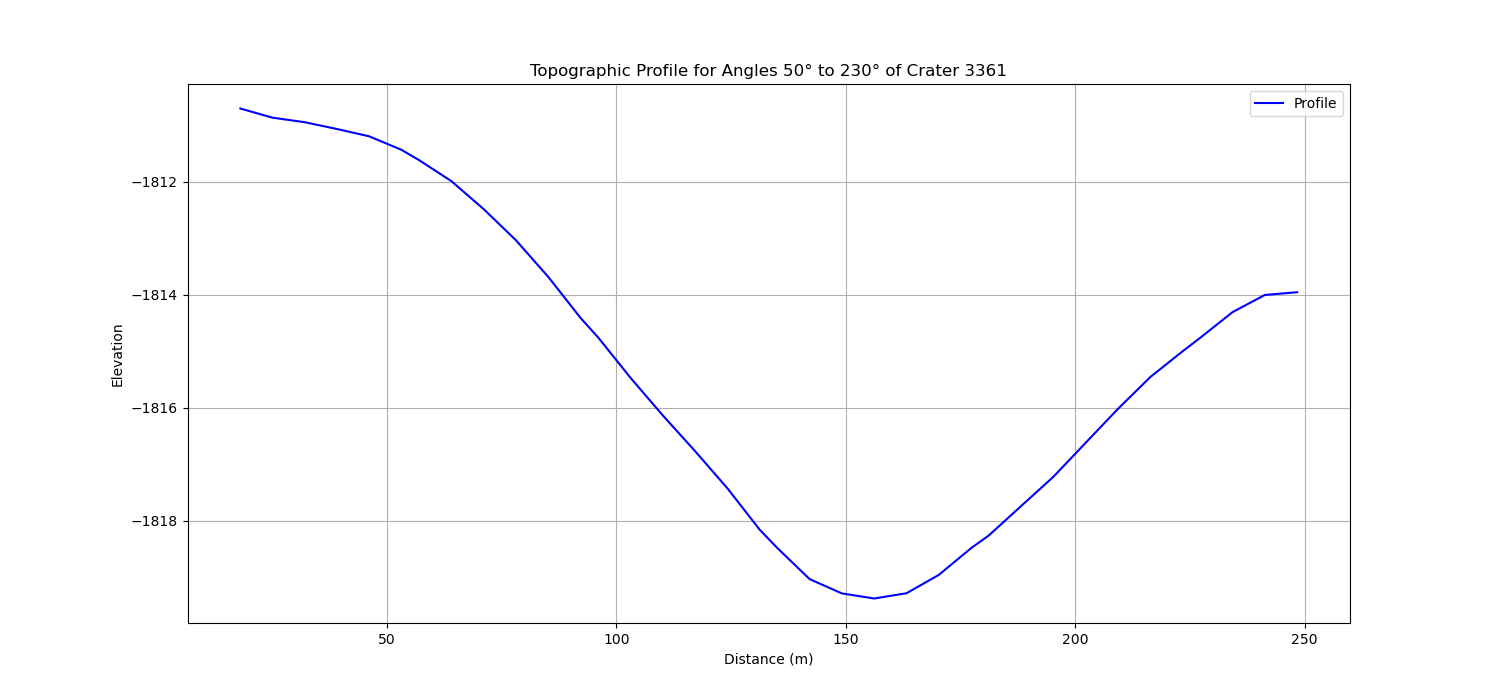 Topographic Profile for Angles 50° to 230° of Crater 3361
Profile
−1812
−1814
−1816
−1818
Elevation
50
100
150
200
250
Distance (m)